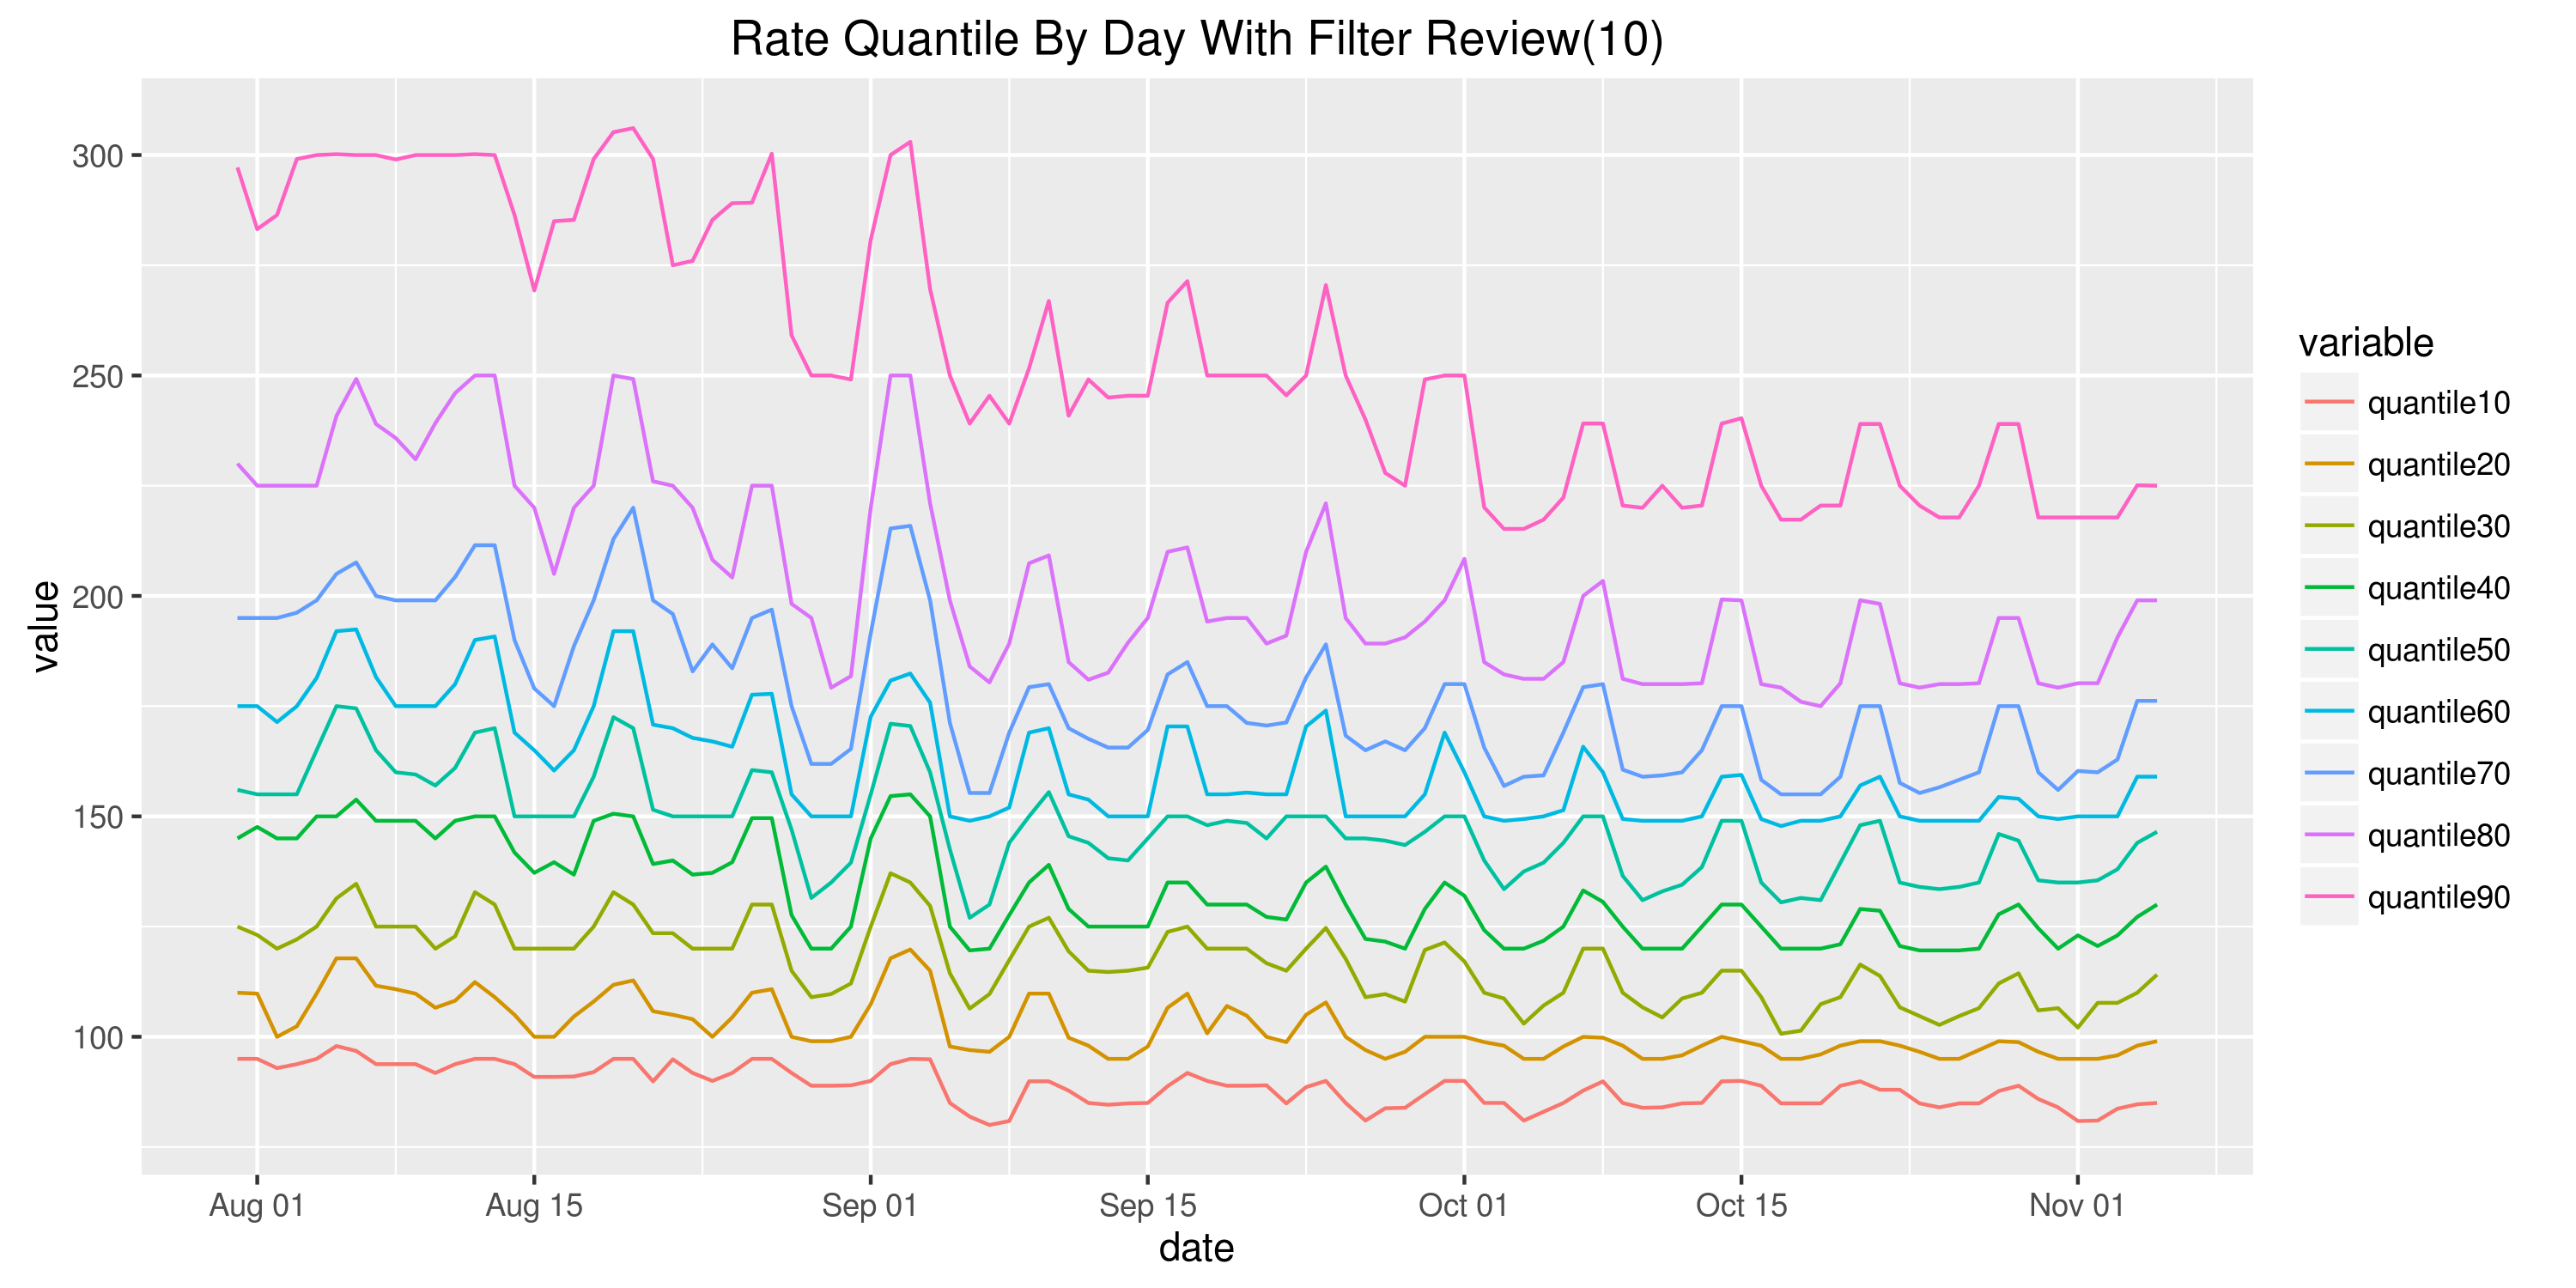 Rate Quantile By Day With Filter Review(10)
300
250
200
150
100
value
Aug 01
Aug 15
Sep 01
Sep 15
Oct 01
Oct 15
Nov 01
date
variable
quantile10
quantile20
quantile30
quantile40
quantile50
quantile60
quantile70
quantile80
quantile90